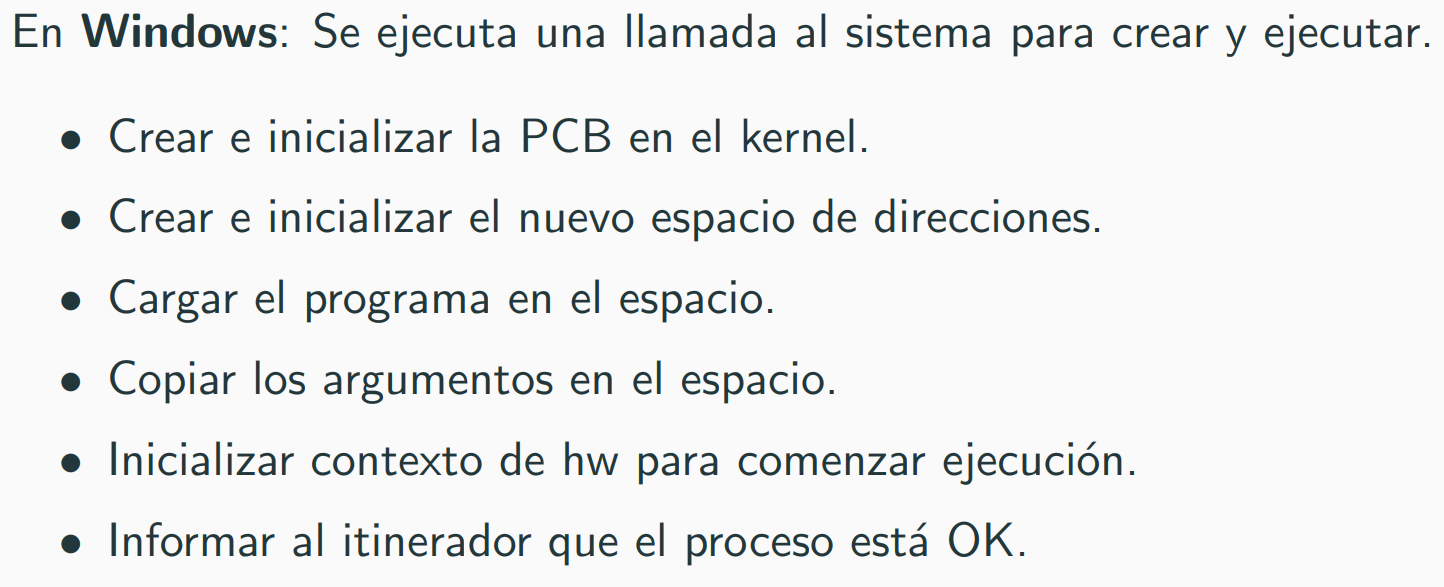 En Windows: Se ejecuta una llamada al sistema para crear y ejecutar.
• Crear e inicializar la PCB en el kernel.
• Crear e inicializar el nuevo espacio de direcciones.
• Cargar el programa en el espacio.
• Copiar los argumentos en el espacio.
• Inicializar contexto de hw para comenzar ejecución.
• Informar al itinerador que el proceso está OK.